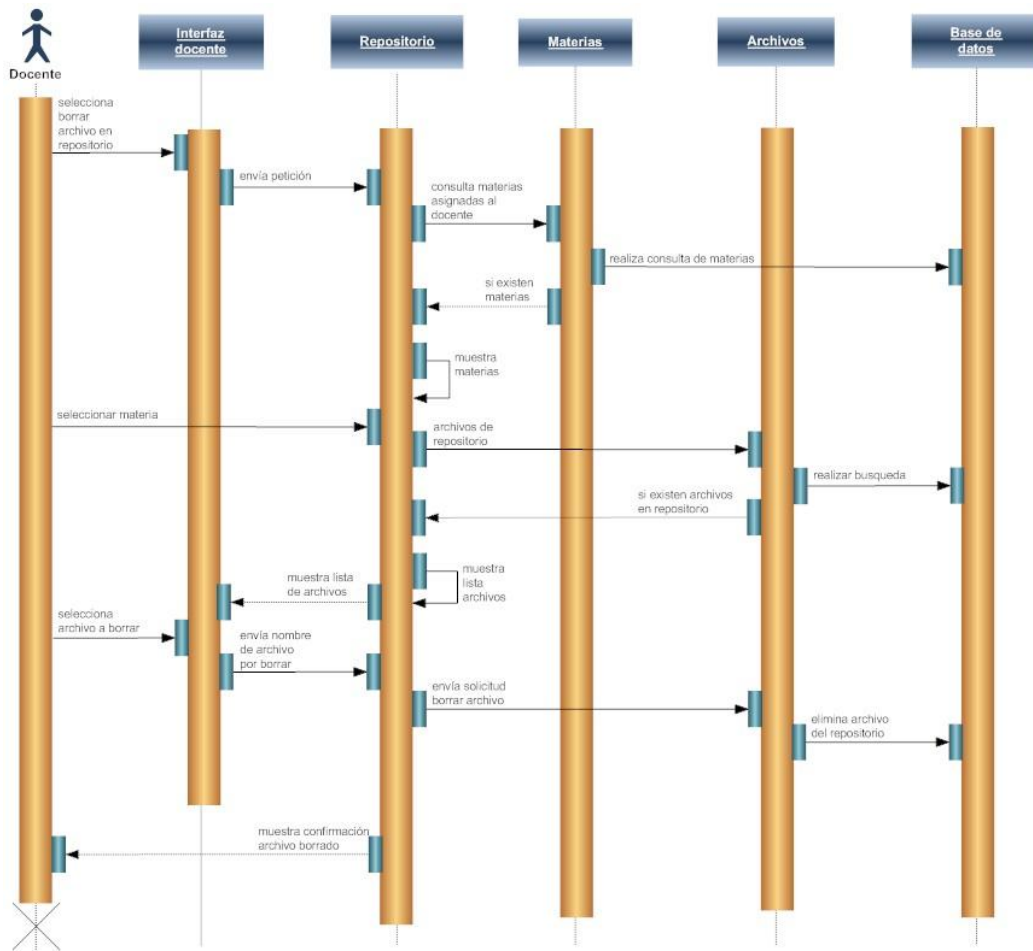 Interfaz
docente
Repositorio
Materias
Archivos
Base de
datos
Docente
selecciona
borrar
archivo en
repositorio
envía petición
consulta materias
asignadas al
docente
realiza consulta de materias
si existen
materias
muestra
materias
seleccionar materia
archivos de
repositorio
realizar busqueda
si existen archivos
en repositorio
muestra
lista
archivos
muestra lista
de archivos
selecciona
archivo a borrar
envía nombre
de archivo
por borrar
envía solicitud
borrar archivo
elimina archivo
del repositorio
muestra confirmación
archivo borrado